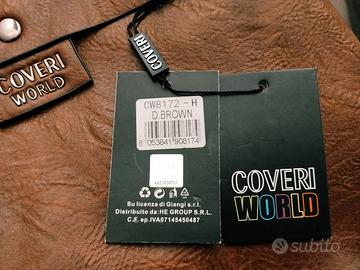 COVERI
WORLD
COVERI
CW8172 - H
D.BROWN
8 053841 908174
Su licenza di Giangi s.r.l.
Distribuito da:HE GROUP S.R.L.
C.F. ep.IVA07145450487
COVERI
WORLD
subito